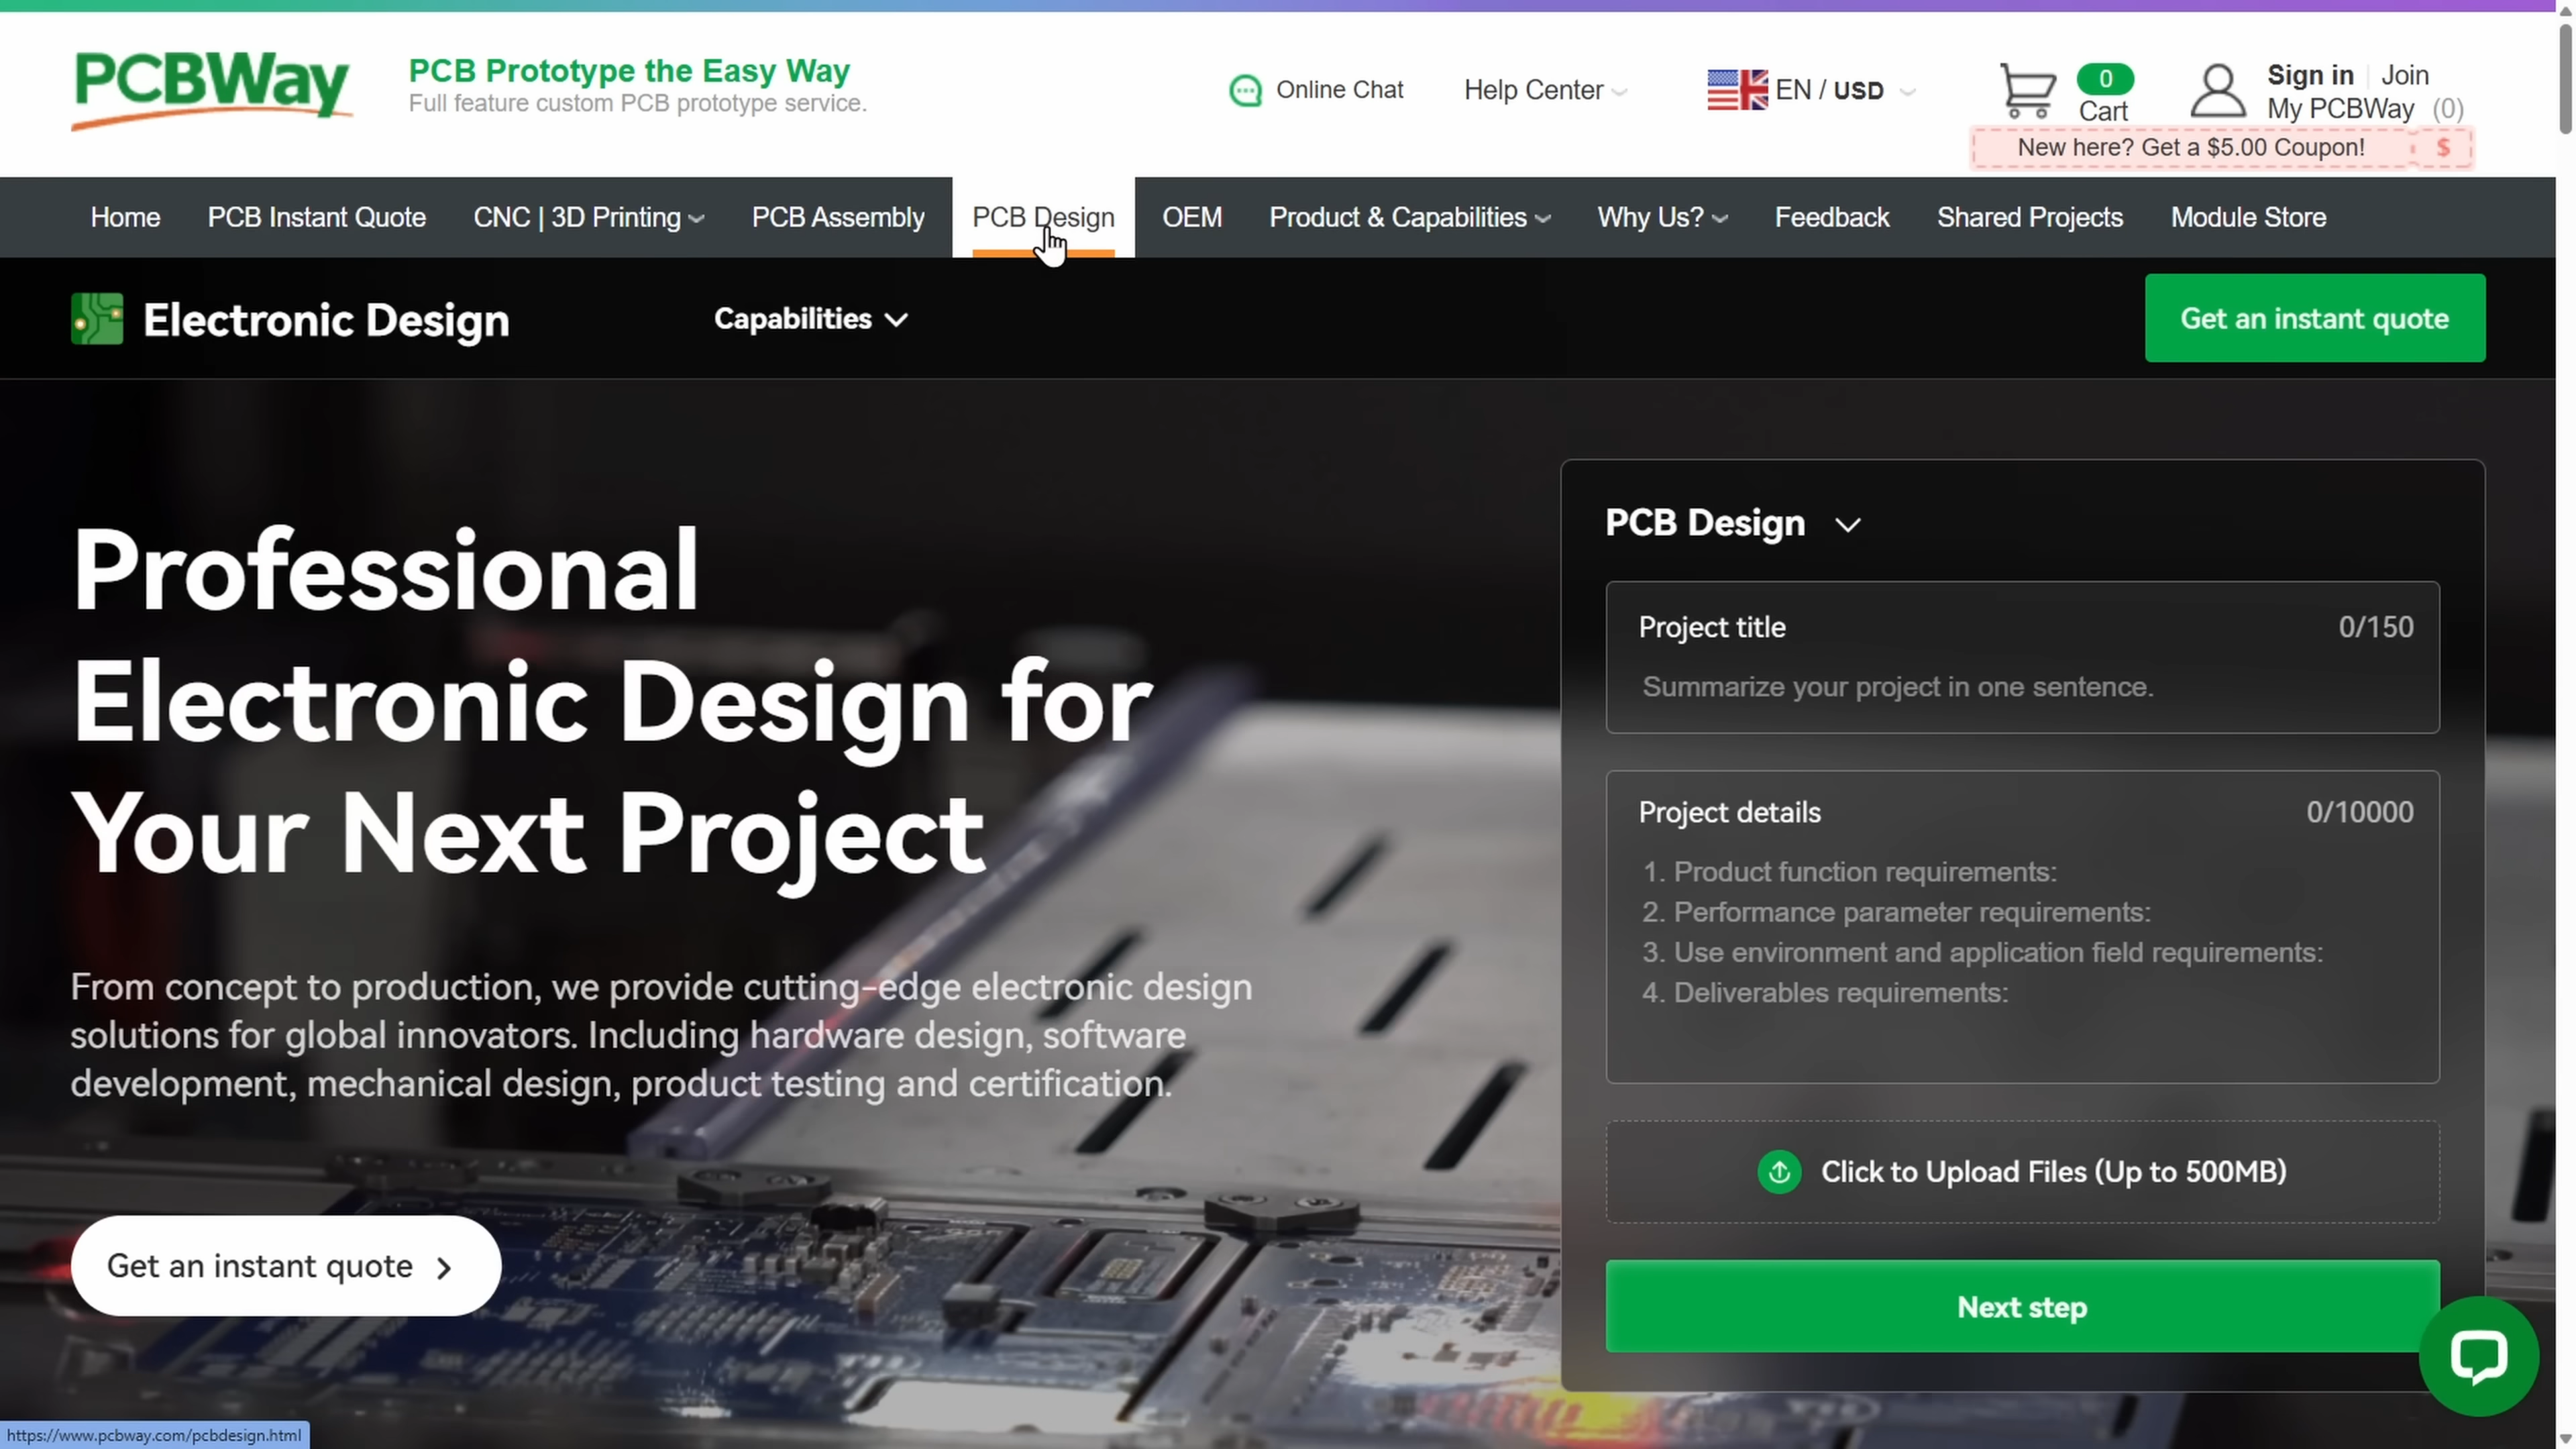 PCBWay
PCB Prototype the Easy Way
Full feature custom PCB prototype service.
Online Chat
Help Center
EN / USD
0
Cart
Sign in | Join
My PCBWay (0)
New here? Get a $5.00 Coupon! $
Home PCB Instant Quote CNC | 3D Printing PCB Assembly PCB Design OEM Product & Capabilities Why Us? Feedback Shared Projects Module Store
Electronic Design
Capabilities
Get an instant quote
Professional
Electronic Design for
Your Next Project
From concept to production, we provide cutting-edge electronic design
solutions for global innovators. Including hardware design, software
development, mechanical design, product testing and certification.
Get an instant quote
PCB Design
Project title 0/150
Summarize your project in one sentence.
Project details 0/10000
1. Product function requirements:
2. Performance parameter requirements:
3. Use environment and application field requirements:
4. Deliverables requirements:
Click to Upload Files (Up to 500MB)
Next step
https://www.pcbway.com/pcbdesign.html